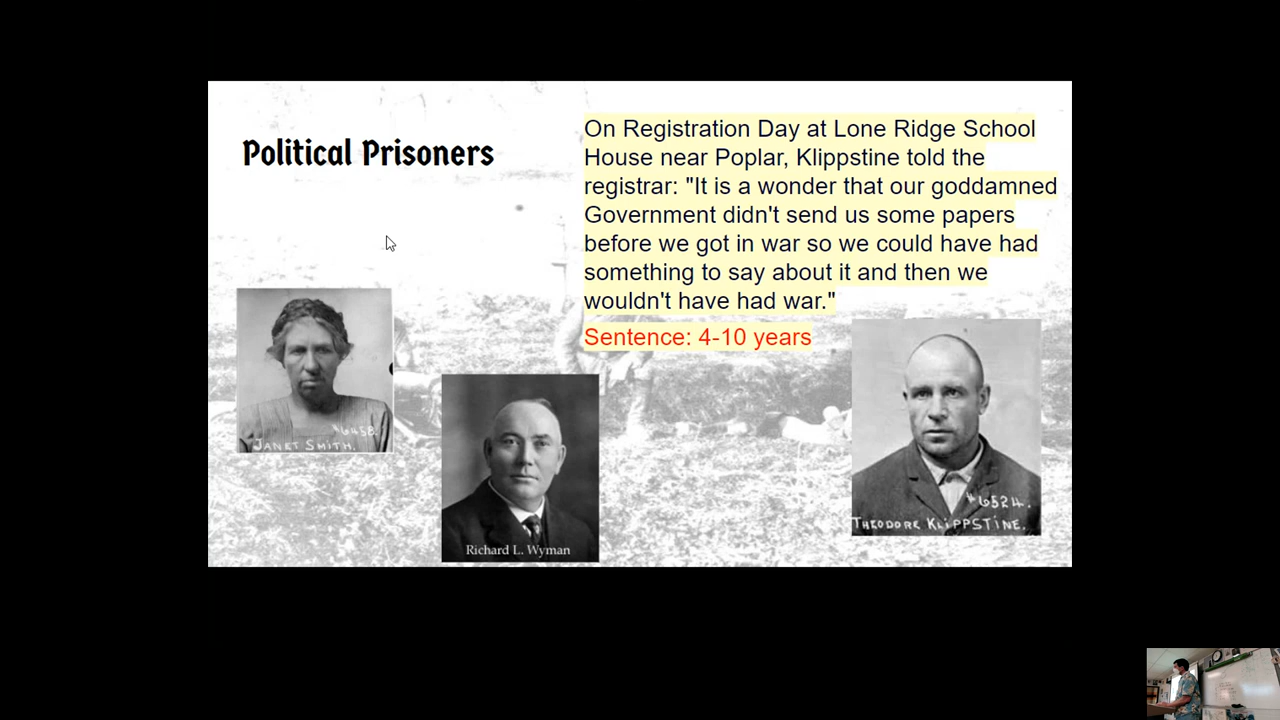 Political Prisoners
On Registration Day at Lone Ridge School
House near Poplar, Klippstine told the
registrar: "It is a wonder that our goddamned
Government didn't send us some papers
before we got in war so we could have had
something to say about it and then we
wouldn't have had war."
Sentence: 4-10 years
#6458.
JANET SMITH.
Richard L. Wyman
#6524.
THEODORE KLIPPSTINE.